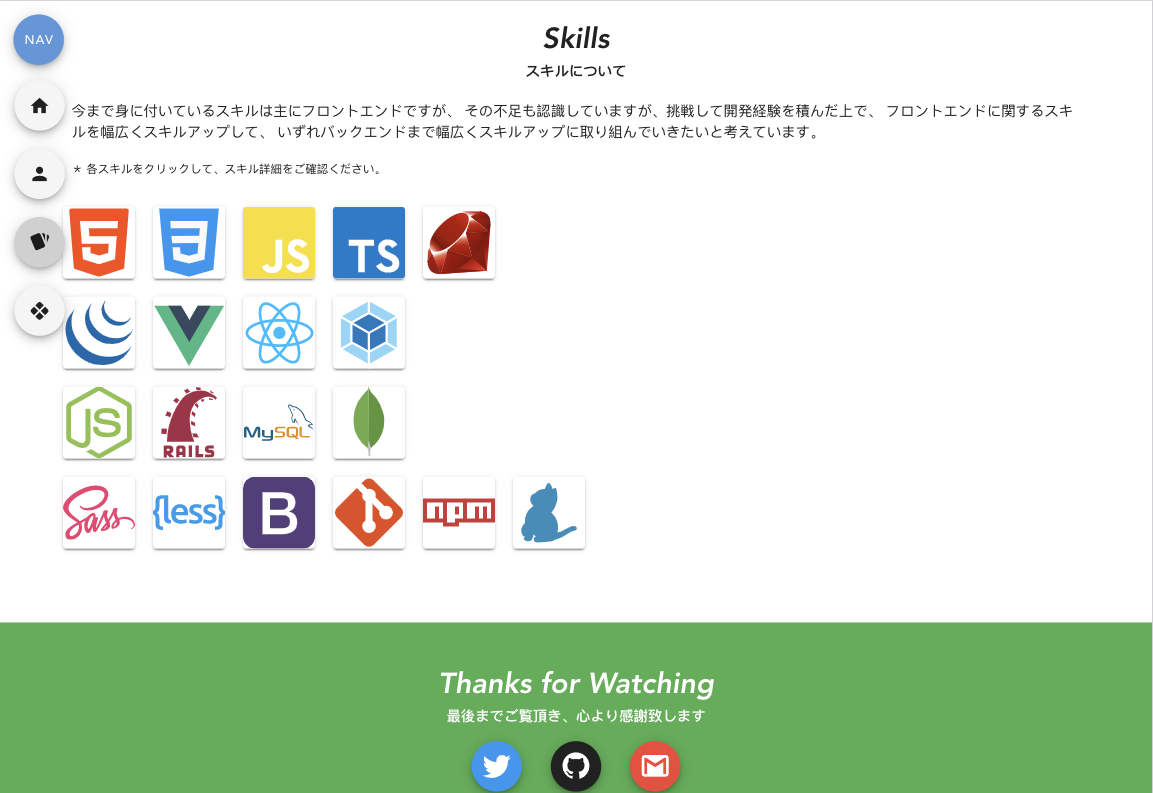 NAV
Skills
スキルについて
今まで身に付いているスキルは主にフロントエンドですが、 その不足も認識していますが、挑戦して開発経験を積んだ上で、 フロントエンドに関するスキ
ルを幅広くスキルアップして、 いずれバックエンドまで幅広くスキルアップに取り組んでいきたいと考えています。
* 各スキルをクリックして、スキル詳細をご確認ください。
5 3 JS TS
JS RAILS MySQL
Sass {less} B npm
Thanks for Watching
最後までご覧頂き、心より感謝致します